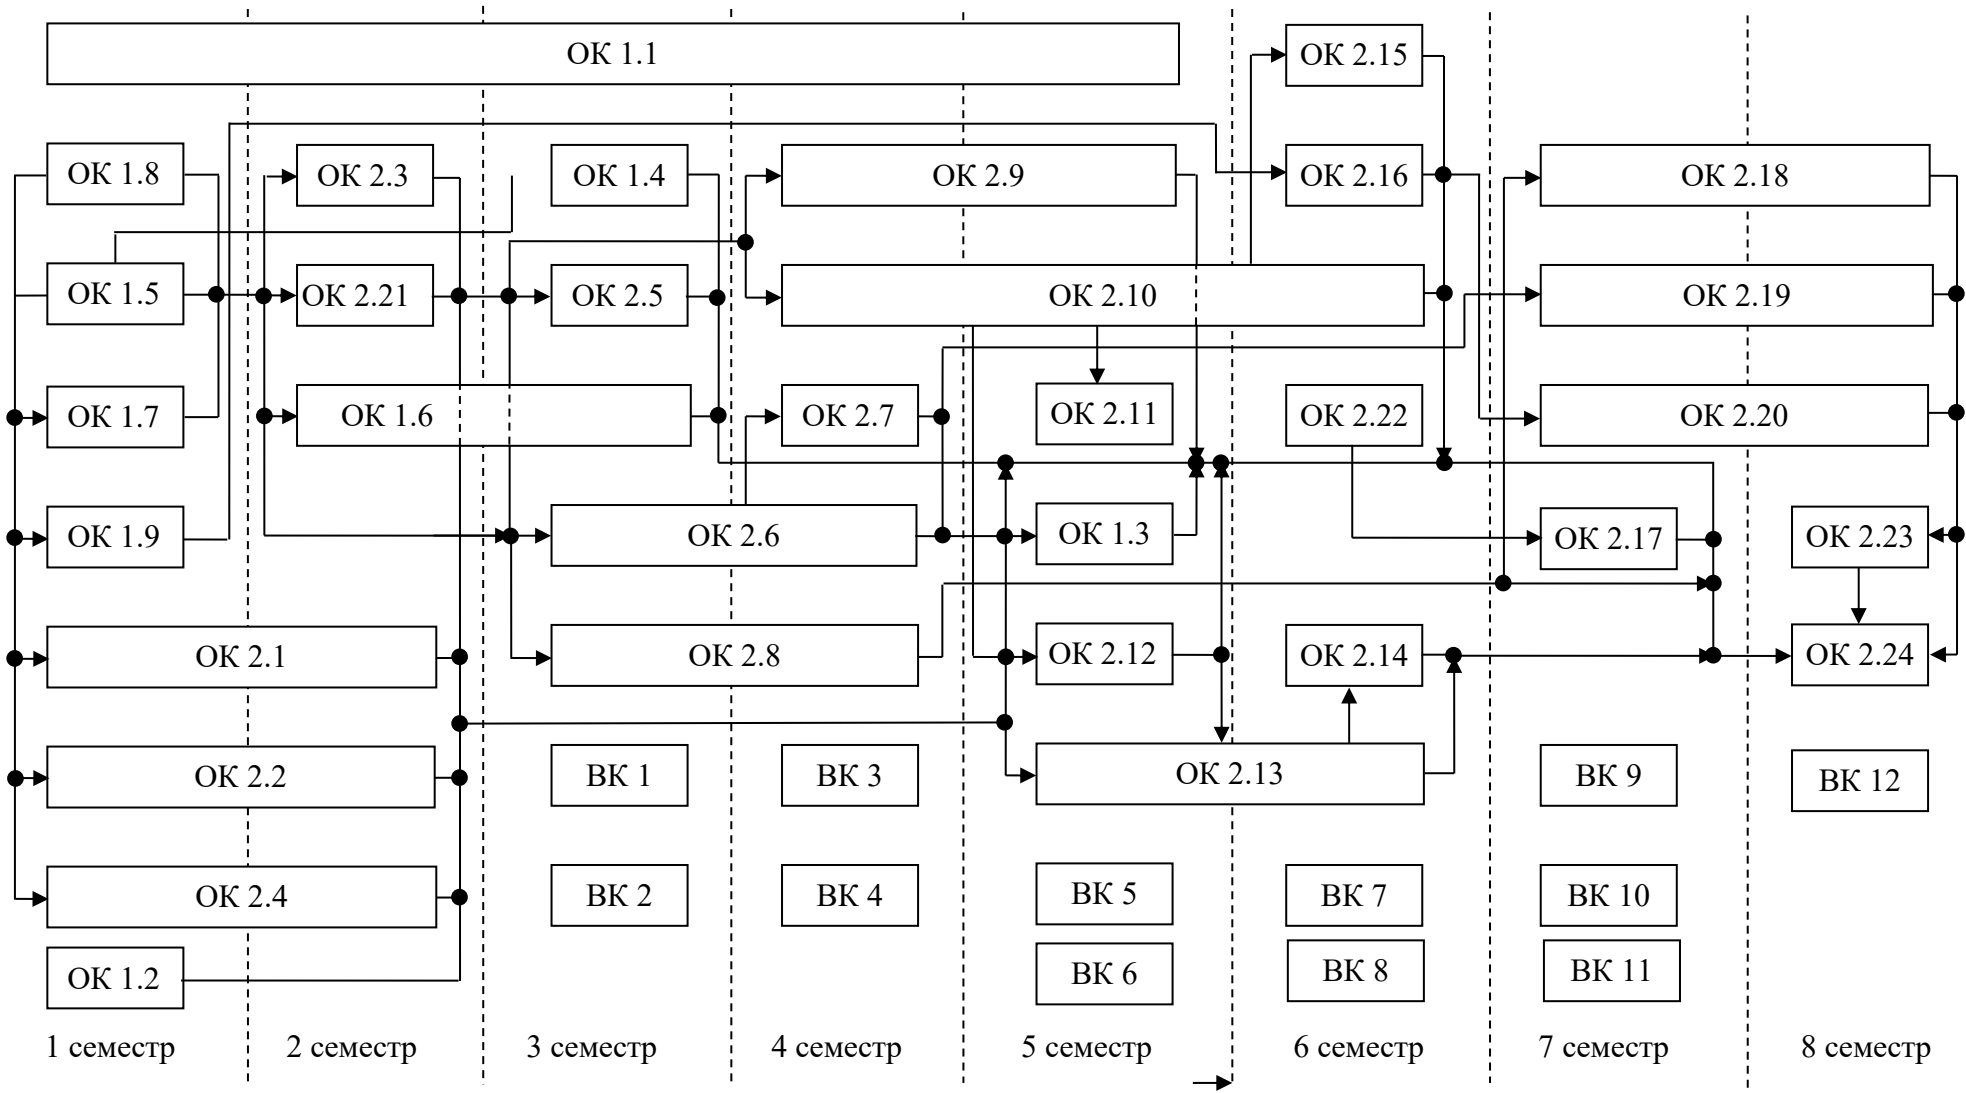 ОК 1.1
ОК 2.15
ОК 1.8
ОК 2.3
ОК 1.4
ОК 2.9
ОК 2.16
ОК 2.18
ОК 1.5
ОК 2.21
ОК 2.5
ОК 2.10
ОК 2.19
ОК 1.7
ОК 1.6
ОК 2.7
ОК 2.11
ОК 2.22
ОК 2.20
ОК 1.9
ОК 2.6
ОК 1.3
ОК 2.17
ОК 2.23
ОК 2.1
ОК 2.8
ОК 2.12
ОК 2.14
ОК 2.24
ОК 2.2
ВК 1
ВК 3
ОК 2.13
ВК 9
ВК 12
ОК 2.4
ВК 2
ВК 4
ВК 5
ВК 7
ВК 10
ОК 1.2
ВК 6
ВК 8
ВК 11
1 семестр
2 семестр
3 семестр
4 семестр
5 семестр
6 семестр
7 семестр
8 семестр